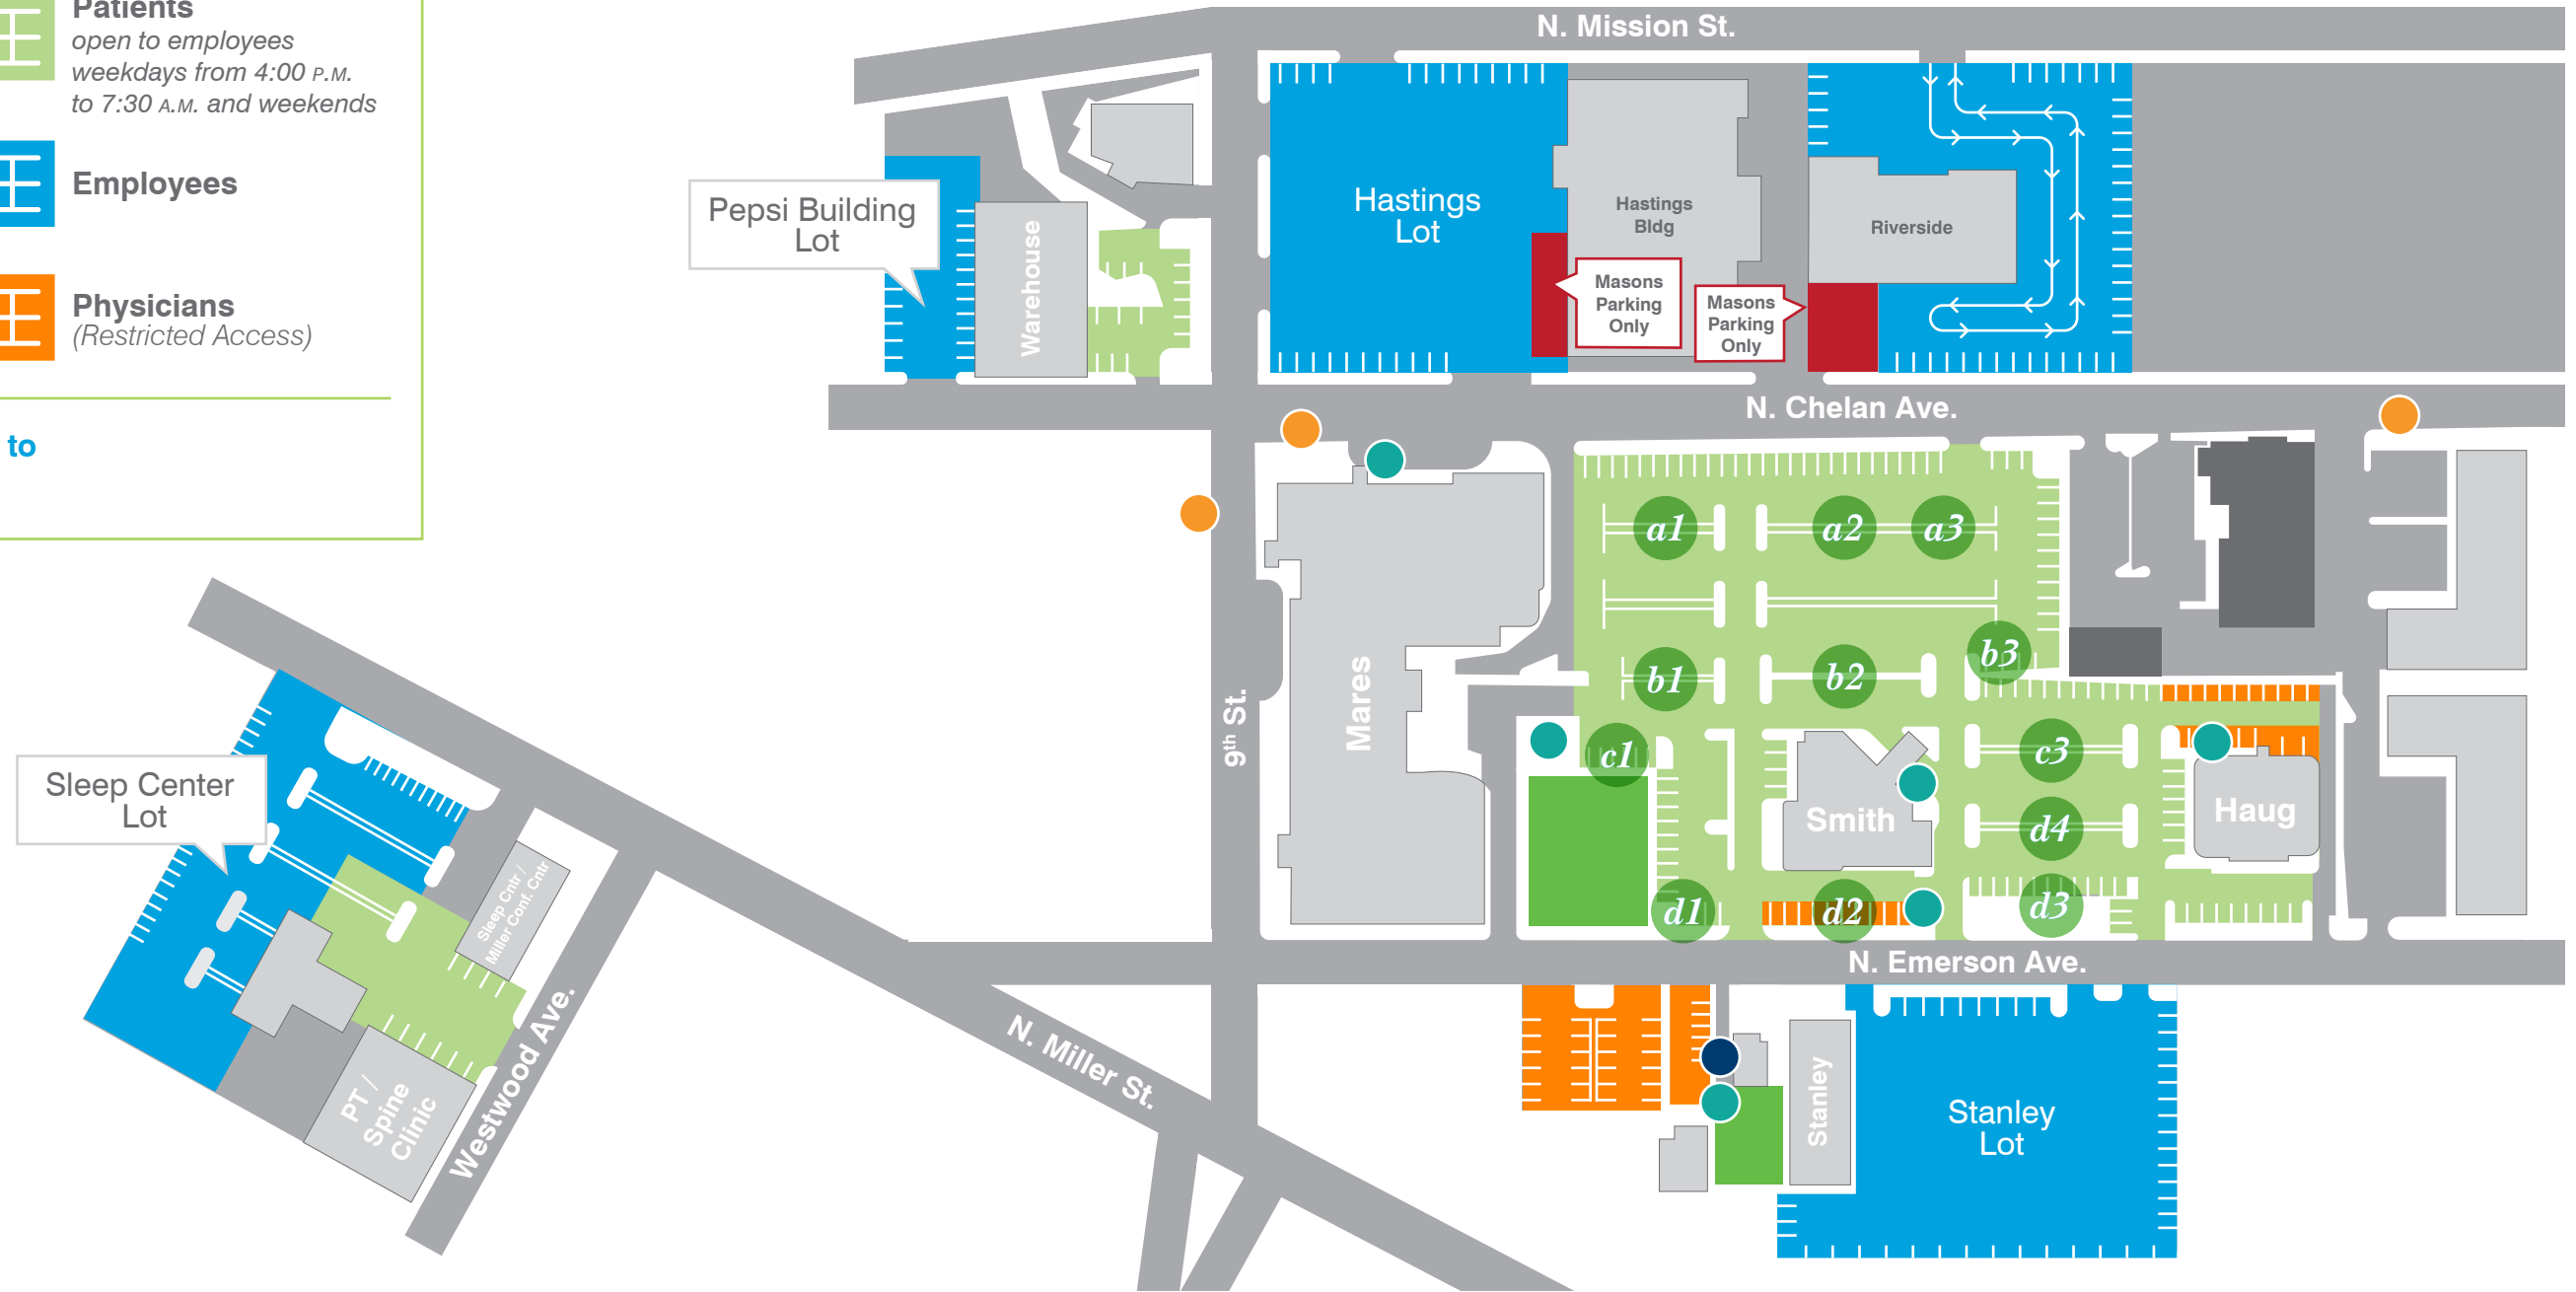 Patients
open to employees
weekdays from 4:00 P.M.
to 7:30 A.M. and weekends
Employees
Physicians
(Restricted Access)
to
N. Mission St.
Pepsi Building
Lot
Warehouse
Hastings
Lot
Hastings
Bldg
Riverside
Masons
Parking
Only
Masons
Parking
Only
N. Chelan Ave.
a1
a2
a3
b1
b2
b3
c1
c3
d4
d1
d2
d3
Mares
9th St.
Smith
Haug
Sleep Center
Lot
Sleep Cntr /
Miller Conf. Cntr
PT /
Spine
Clinic
Westwood Ave.
N. Miller St.
N. Emerson Ave.
Stanley
Stanley
Lot